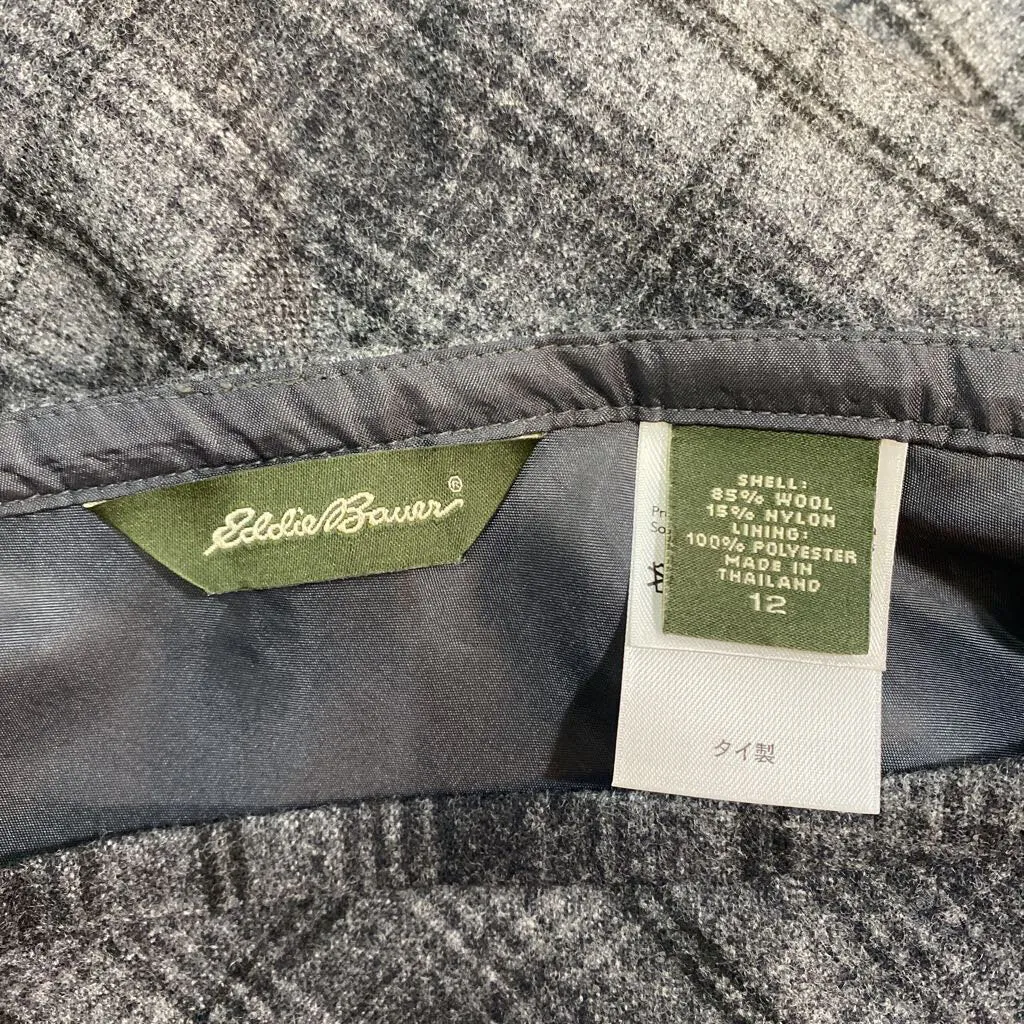 Eddie Bauer®
SHELL:
85% WOOL
15% NYLON
LINING:
100% POLYESTER
MADE IN
THAILAND
12
タイ製